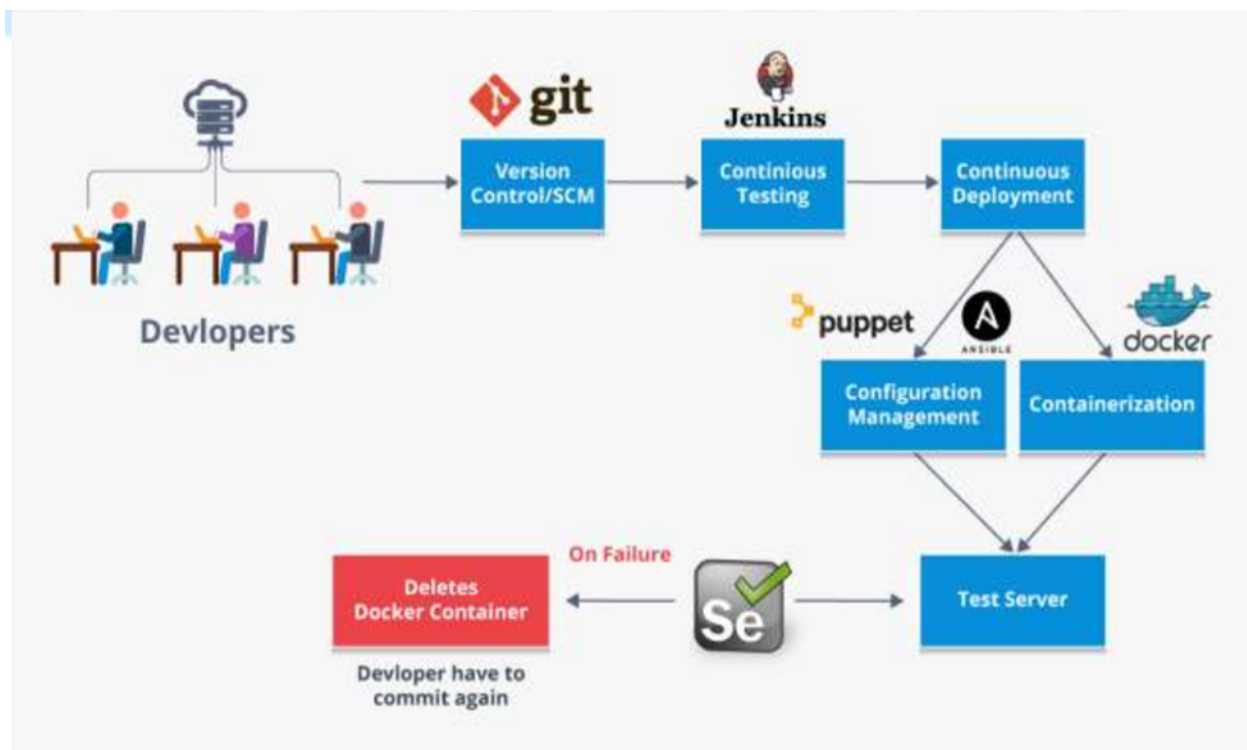 git
Jenkins
Version
Control/SCM
Continious
Testing
Continuous
Deployment
Devlopers
puppet
ANSIBLE
docker
Configuration
Management
Containerization
On Failure
Deletes
Docker Container
Se
Test Server
Devloper have to
commit again